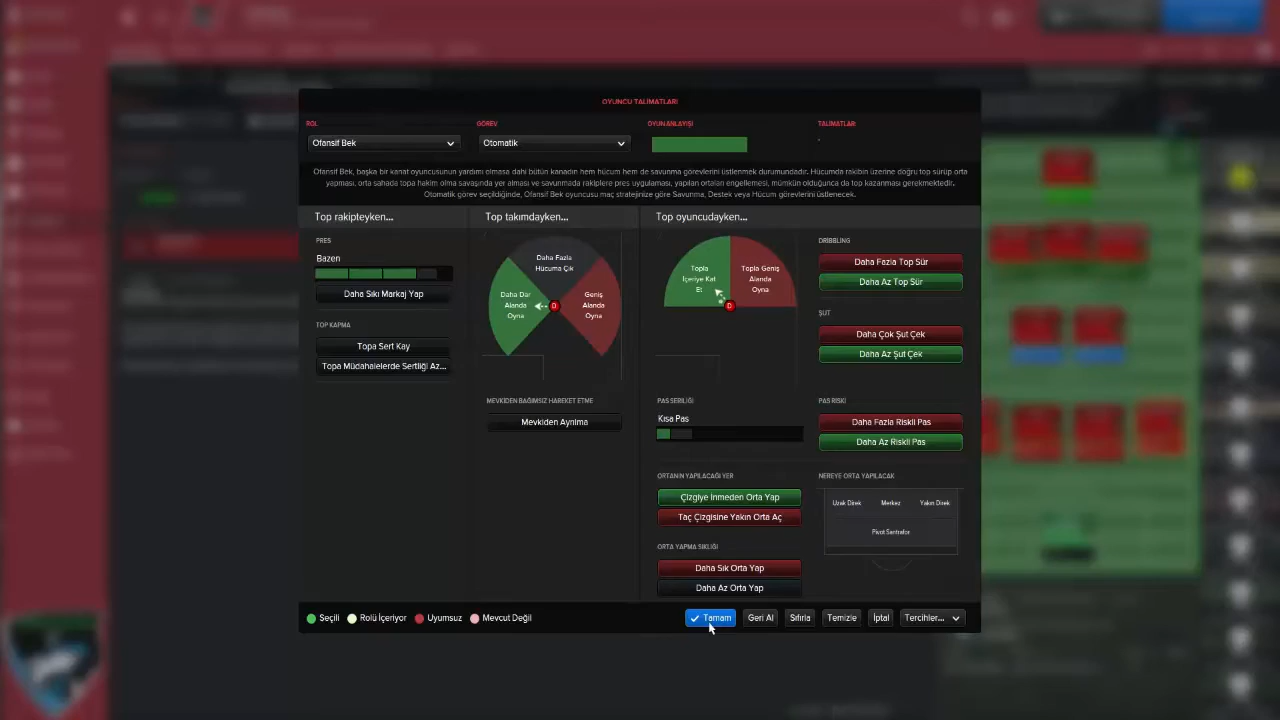 OYUNCU TALIMATLARI
ROL
GÖREV
OYUN ANLAYIŞI
TALIMATLAR:
Ofansif Bek
Otomatik
-
Ofansif Bek, başka bir kanat oyuncusunun yardımı olmasa dahi bütün kanadın hem hücum hem de savunma görevlerini üstlenmek durumundadır. Hücumda rakibin üzerine doğru top sürüp orta
yapması, orta sahada topa hakim olma savaşında yer alması ve savunmada rakiplere pres uygulaması, yapılan ortaları engellemesi, mümkün olduğunca da top kazanması gerekmektedir.
Otomatik görev seçildiğinde, Ofansif Bek oyuncusu maç stratejinize göre Savunma, Destek veya Hücum görevlerini üstlenecek.
Top rakipteyken...
Top takımdayken...
Top oyuncudayken...
PRES
Bazen
Daha Sıkı Markaj Yap
TOP KAPMA
Topa Sert Kay
Topa Müdahalelerde Sertliği Az...
Daha Fazla
Hücuma Çık
Daha Dar
Alanda
Oyna
Geniş
Alanda
Oyna
D
MEVKİDEN BAĞIMSIZ HAREKET ETME
Mevkiden Ayrılma
Topla
İçeriye Kat
Et
Topla Geniş
Alanda
Oyna
D
DRIBBLING
Daha Fazla Top Sür
Daha Az Top Sür
ŞUT
Daha Çok Şut Çek
Daha Az Şut Çek
PAS SERİLİĞİ
Kısa Pas
PAS RİSKİ
Daha Fazla Riskli Pas
Daha Az Riskli Pas
ORTANIN YAPILACAĞI YER
Çizgiye İnmeden Orta Yap
Taç Çizgisine Yakın Orta Aç
NEREYE ORTA YAPILACAK
Uzak Direk
Merkez
Yakın Direk
Pivot Santrafor
ORTA YAPMA SIKLIĞI
Daha Sık Orta Yap
Daha Az Orta Yap
Seçili
Rolü İçeriyor
Uyumsuz
Mevcut Değil
Tamam
Geri Al
Sıfırla
Temizle
İptal
Tercihler...